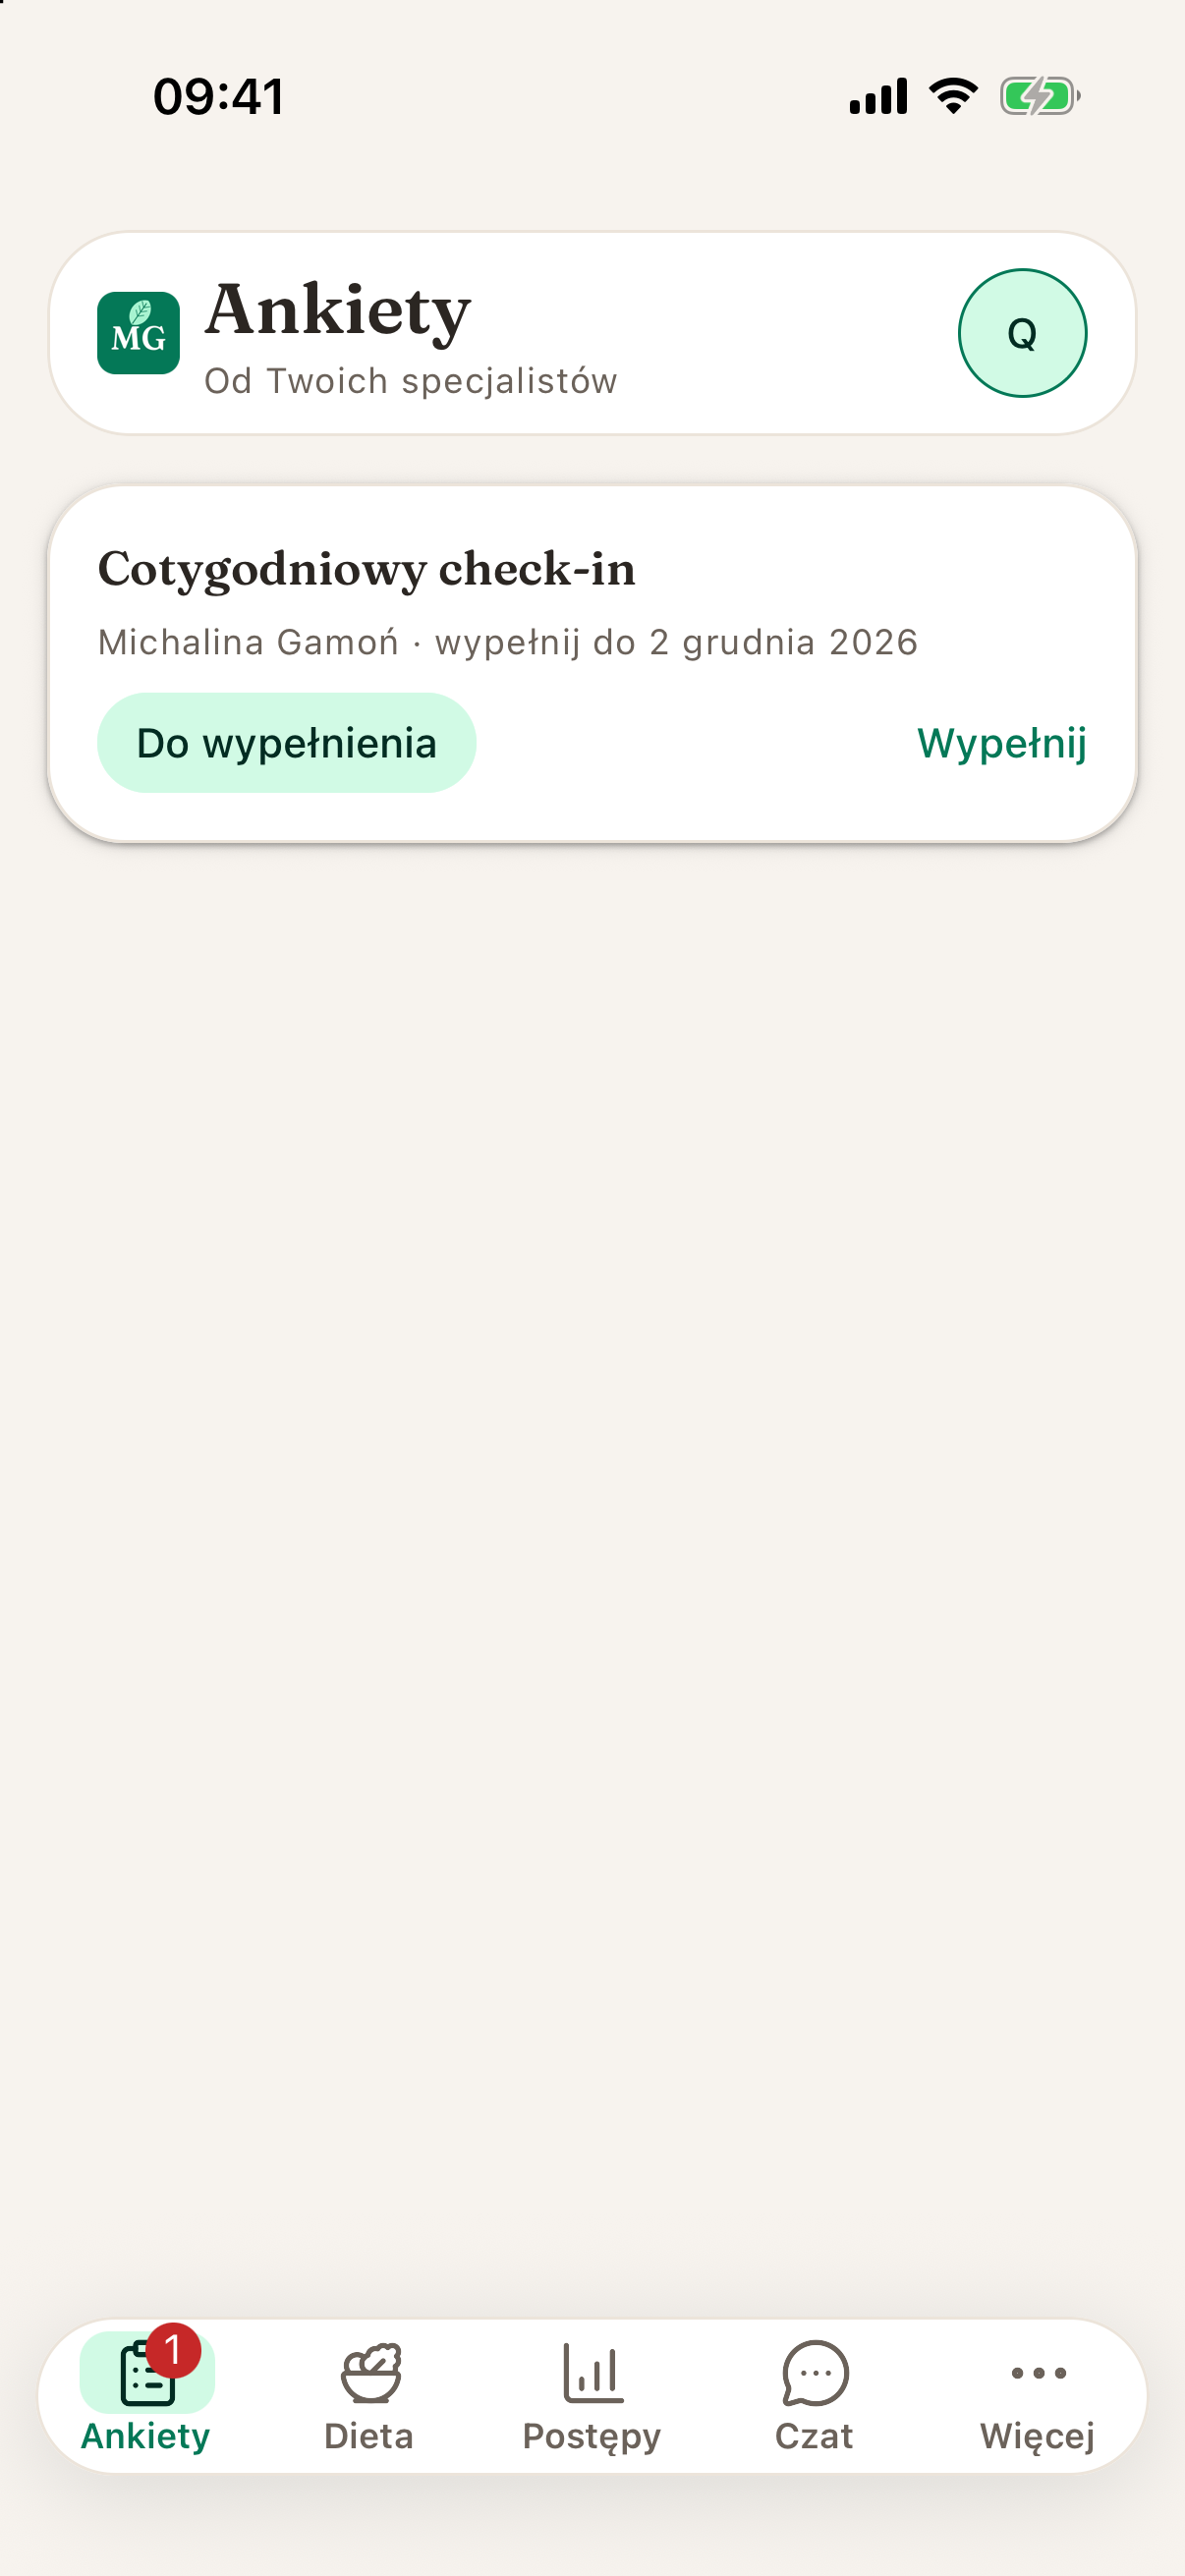 09:41
MG
Ankiety
Od Twoich specjalistów
Q
Cotygodniowy check-in
Michalina Gamoń · wypełnij do 2 grudnia 2026
Do wypełnienia
Wypełnij
1
Ankiety
Dieta
Postępy
Czat
Więcej